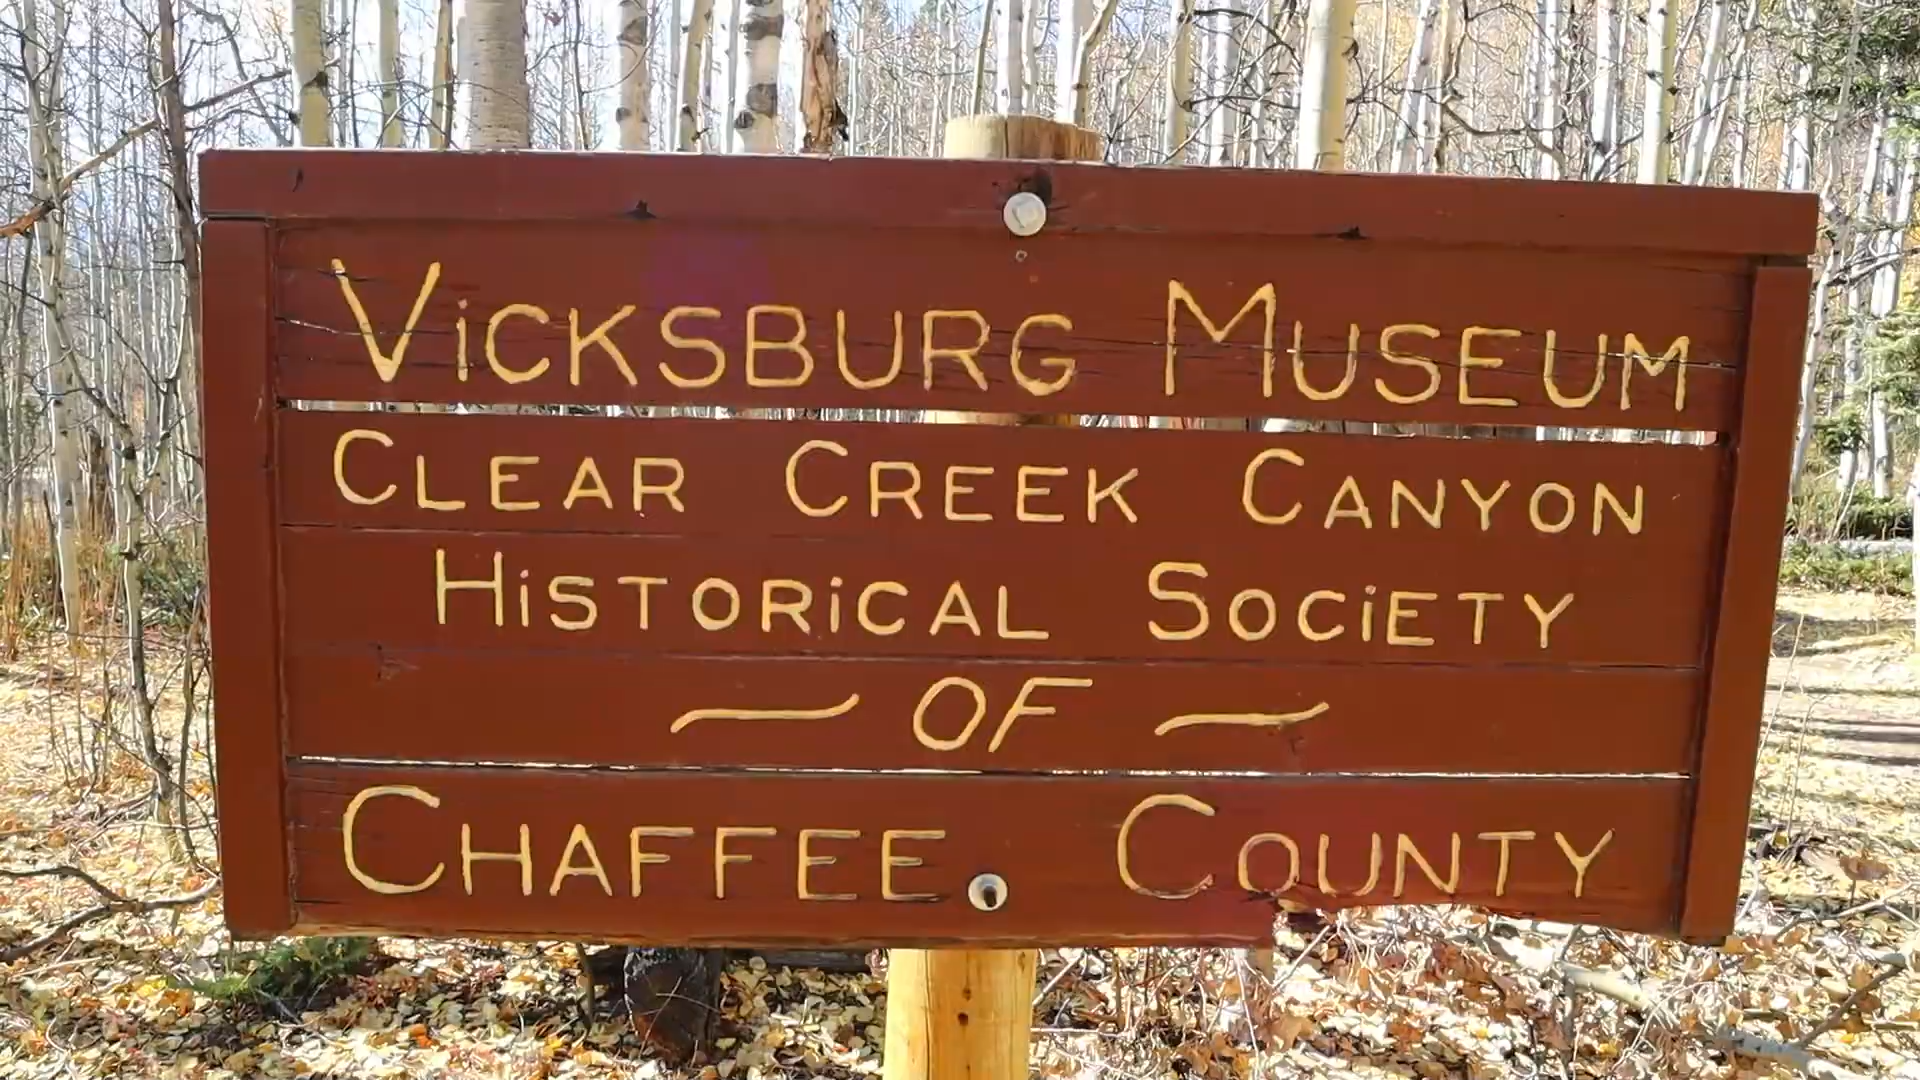 ViCKSBURG MUSEUM
CLEAR CREEK CANYON
HiSTORiCAL SOCiETY
~ OF ~
CHAFFEE COUNTY